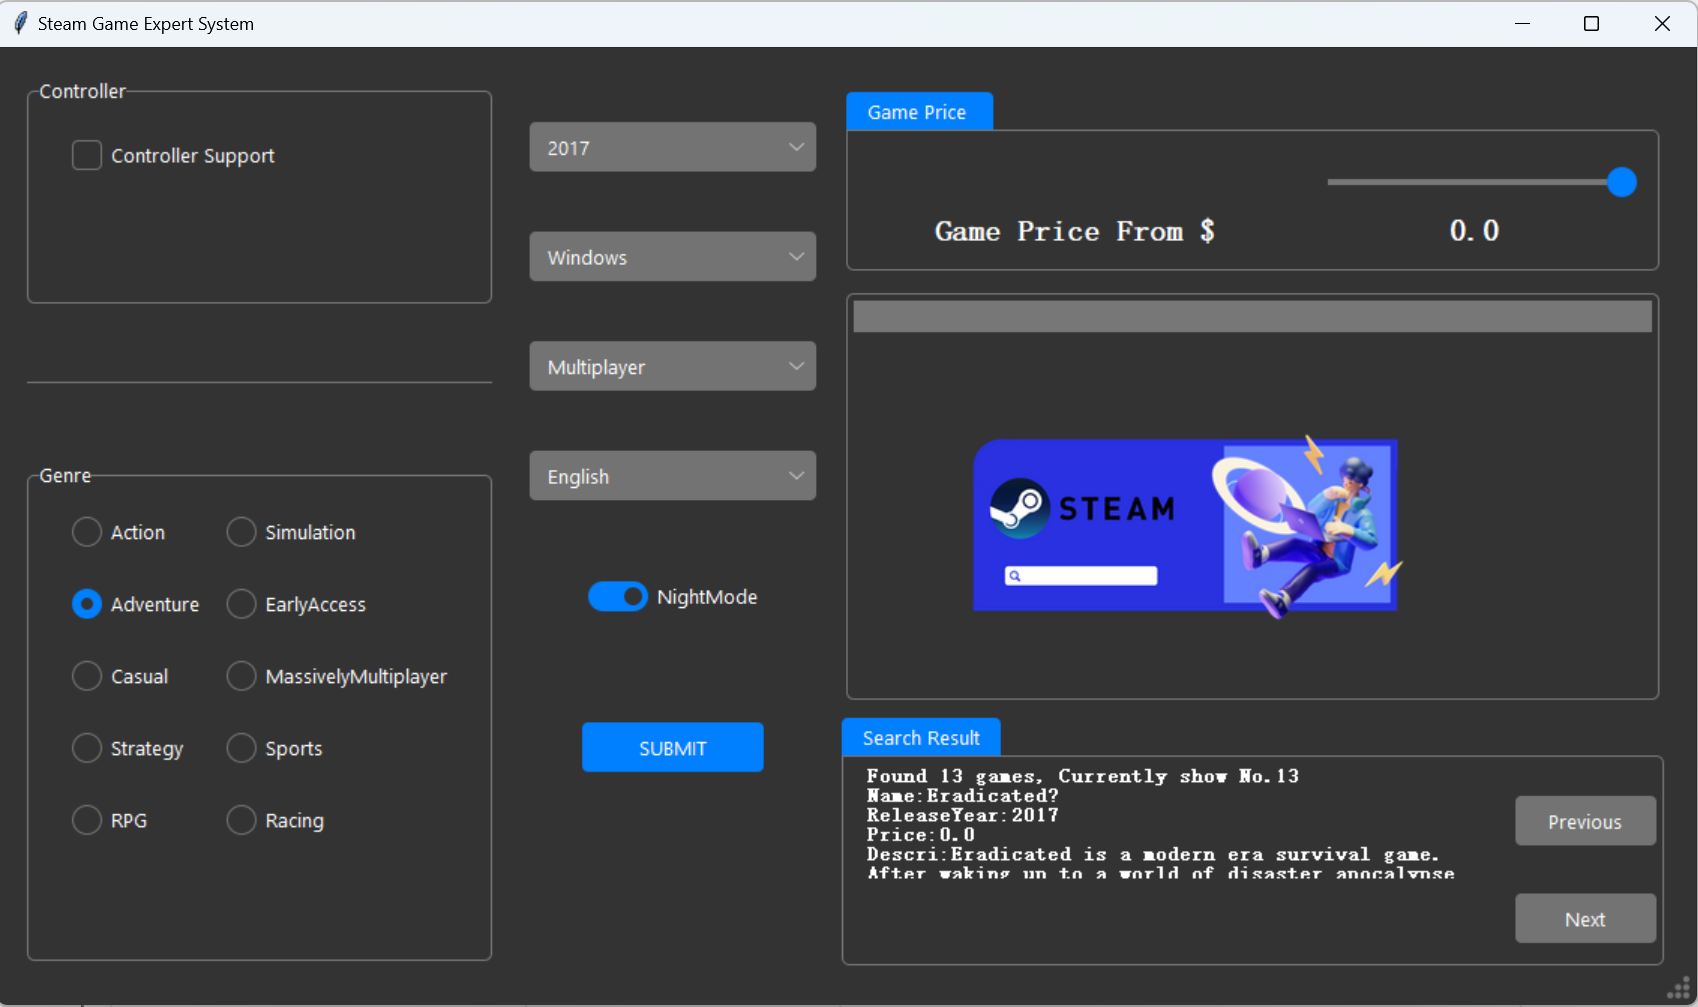 Steam Game Expert System
Controller
Controller Support
Genre
Action
Simulation
Adventure
EarlyAccess
Casual
MassivelyMultiplayer
Strategy
Sports
RPG
Racing
2017
Windows
Multiplayer
English
NightMode
SUBMIT
Game Price
Game Price From $ 0.0
STEAM
Search Result
Found 13 games, Currently show No.13
Name:Eradicated?
ReleaseYear:2017
Price:0.0
Descri:Eradicated is a modern era survival game.
After waking up to a world of disaster apocalypse
Previous
Next